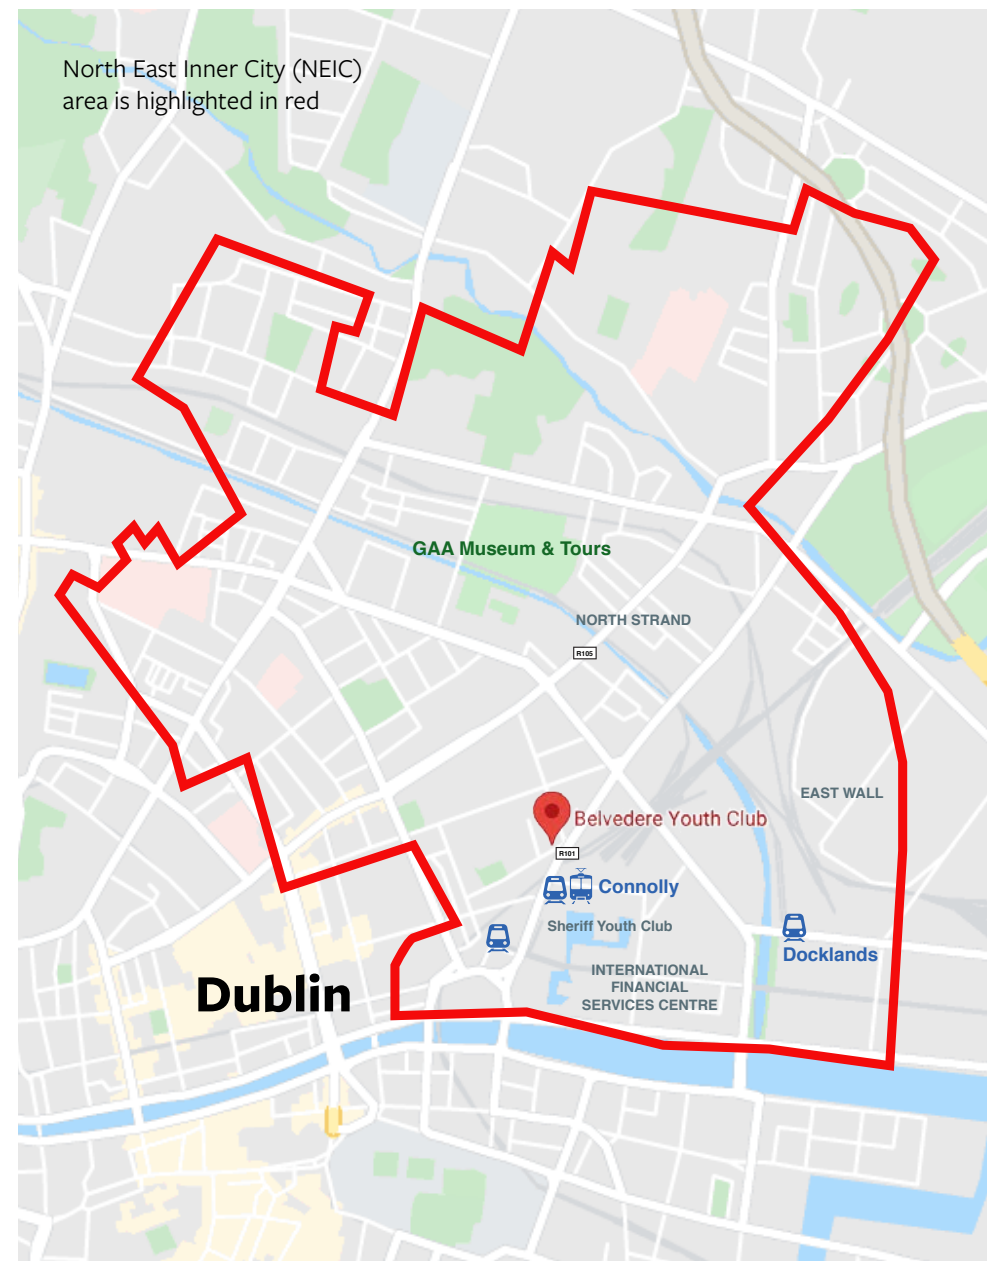 North East Inner City (NEIC)
area is highlighted in red
GAA Museum & Tours
NORTH STRAND
R105
EAST WALL
Belvedere Youth Club
R101
Connolly
Sheriff Youth Club
Docklands
INTERNATIONAL
FINANCIAL
SERVICES CENTRE
Dublin